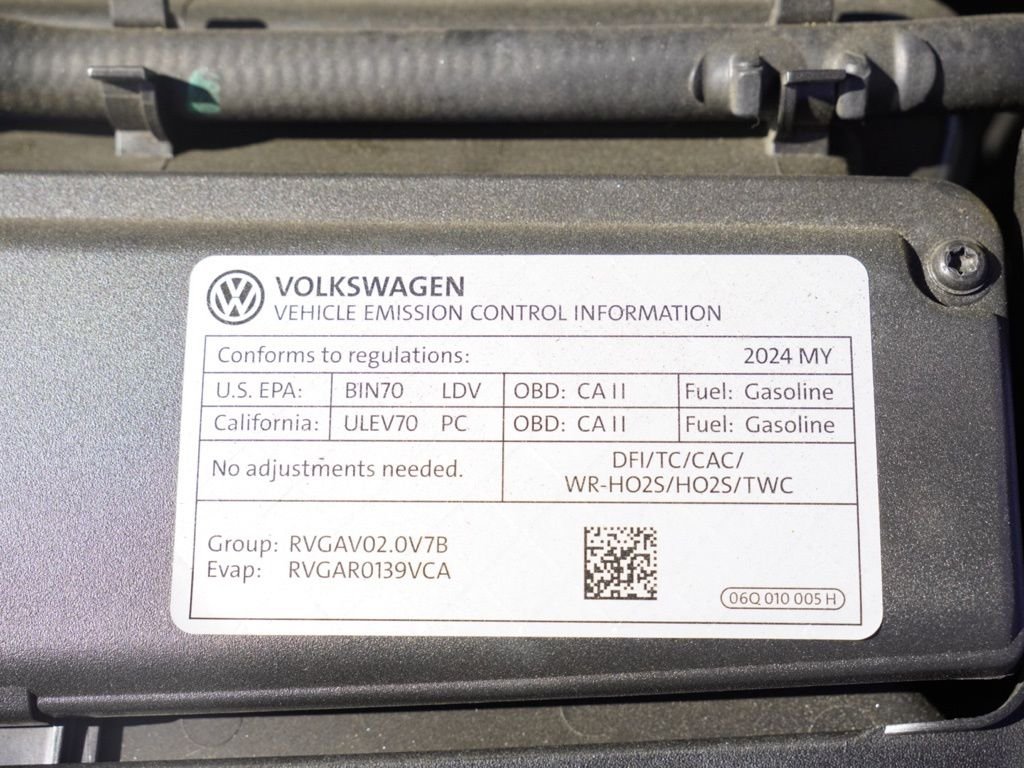 VOLKSWAGEN
VEHICLE EMISSION CONTROL INFORMATION
Conforms to regulations: 2024 MY
U.S. EPA: BIN70 LDV OBD: CA II Fuel: Gasoline
California: ULEV70 PC OBD: CA II Fuel: Gasoline
No adjustments needed.
DFI/TC/CAC/
WR-HO2S/HO2S/TWC
Group: RVGAV02.0V7B
Evap: RVGAR0139VCA
06Q 010 005 H